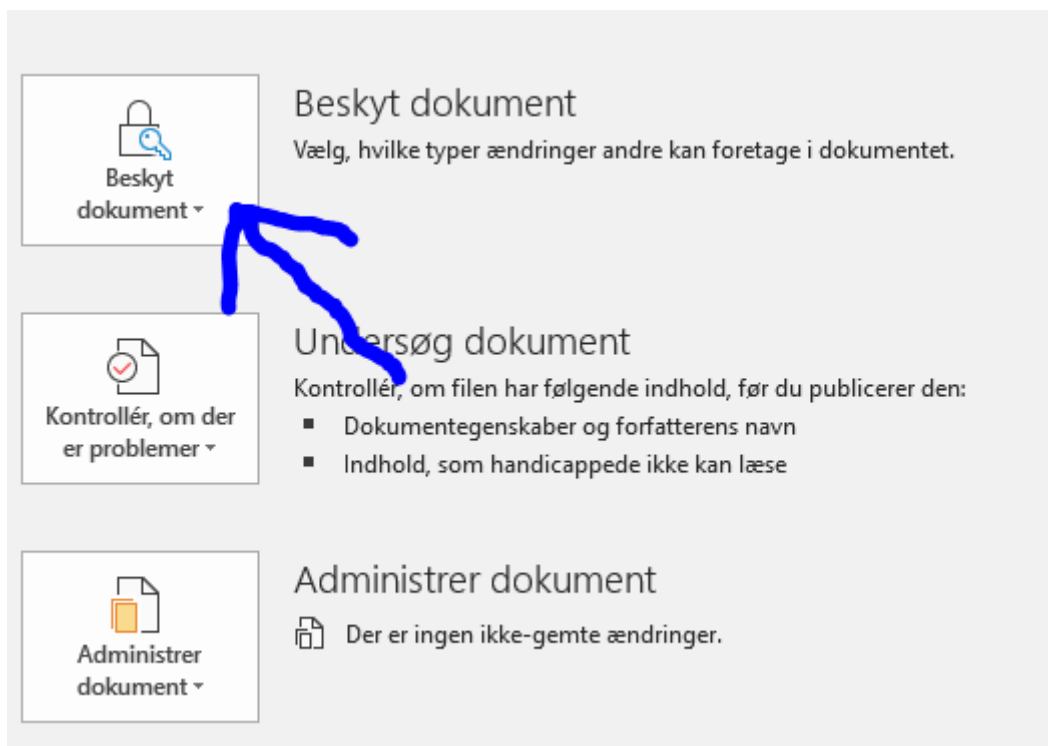 Beskyt dokument
Vælg, hvilke typer ændringer andre kan foretage i dokumentet.
Beskyt
dokument
Undersøg dokument
Kontrollér, om filen har følgende indhold, før du publicerer den:
Dokumentegenskaber og forfatterens navn
Indhold, som handicappede ikke kan læse
Kontrollér, om der
er problemer
Administrer dokument
Der er ingen ikke-gemte ændringer.
Administrer
dokument